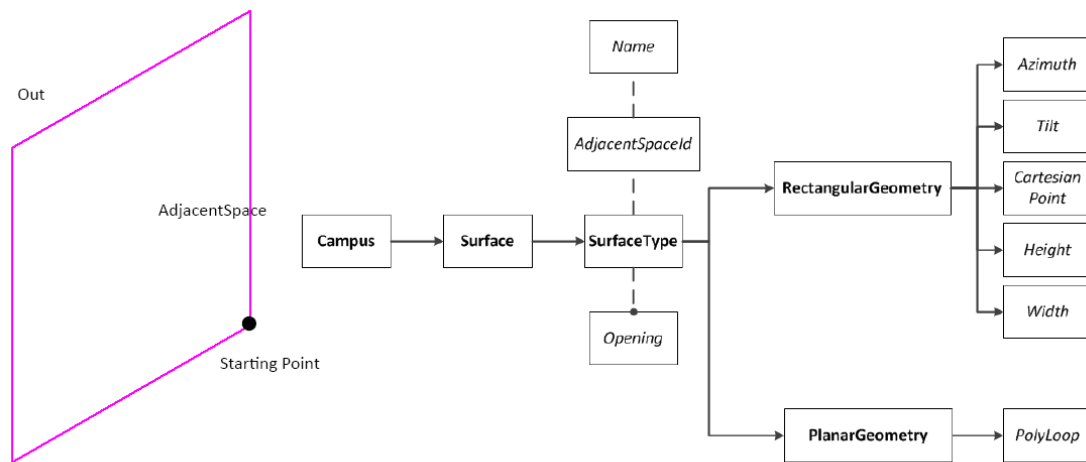 Out
AdjacentSpace
Starting Point
Campus
Surface
Name
AdjacentSpaceId
SurfaceType
Opening
RectangularGeometry
PlanarGeometry
Azimuth
Tilt
Cartesian
Point
Height
Width
PolyLoop